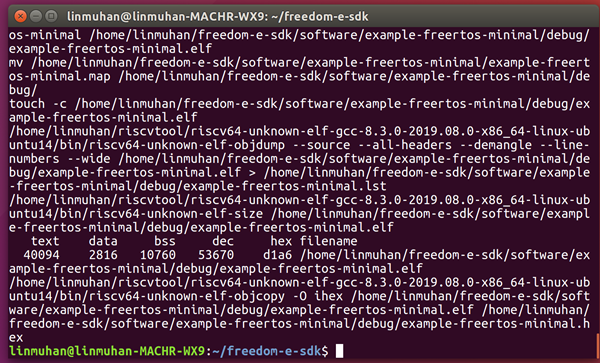 linmuhan@linmuhan-MACHR-WX9: ~/freedom-e-sdk
os-minimal /home/linmuhan/freedom-e-sdk/software/example-freertos-minimal/debug/
example-freertos-minimal.elf
mv /home/linmuhan/freedom-e-sdk/software/example-freertos-minimal/example-freert
os-minimal.map /home/linmuhan/freedom-e-sdk/software/example-freertos-minimal/de
bug/
touch -c /home/linmuhan/freedom-e-sdk/software/example-freertos-minimal/debug/ex
ample-freertos-minimal.elf
/home/linmuhan/riscvtool/riscv64-unknown-elf-gcc-8.3.0-2019.08.0-x86_64-linux-ub
untu14/bin/riscv64-unknown-elf-objdump --source --all-headers --demangle --line-
numbers --wide /home/linmuhan/freedom-e-sdk/software/example-freertos-minimal/de
bug/example-freertos-minimal.elf > /home/linmuhan/freedom-e-sdk/software/example
-freertos-minimal/debug/example-freertos-minimal.lst
/home/linmuhan/riscvtool/riscv64-unknown-elf-gcc-8.3.0-2019.08.0-x86_64-linux-ub
untu14/bin/riscv64-unknown-elf-size /home/linmuhan/freedom-e-sdk/software/exampl
e-freertos-minimal/debug/example-freertos-minimal.elf
   text    data     bss     dec     hex filename
  40094    2816   10760   53670    d1a6 /home/linmuhan/freedom-e-sdk/software/ex
ample-freertos-minimal/debug/example-freertos-minimal.elf
/home/linmuhan/riscvtool/riscv64-unknown-elf-gcc-8.3.0-2019.08.0-x86_64-linux-ub
untu14/bin/riscv64-unknown-elf-objcopy -O ihex /home/linmuhan/freedom-e-sdk/soft
ware/example-freertos-minimal/debug/example-freertos-minimal.elf /home/linmuhan/
freedom-e-sdk/software/example-freertos-minimal/debug/example-freertos-minimal.h
ex
linmuhan@linmuhan-MACHR-WX9:~/freedom-e-sdk$